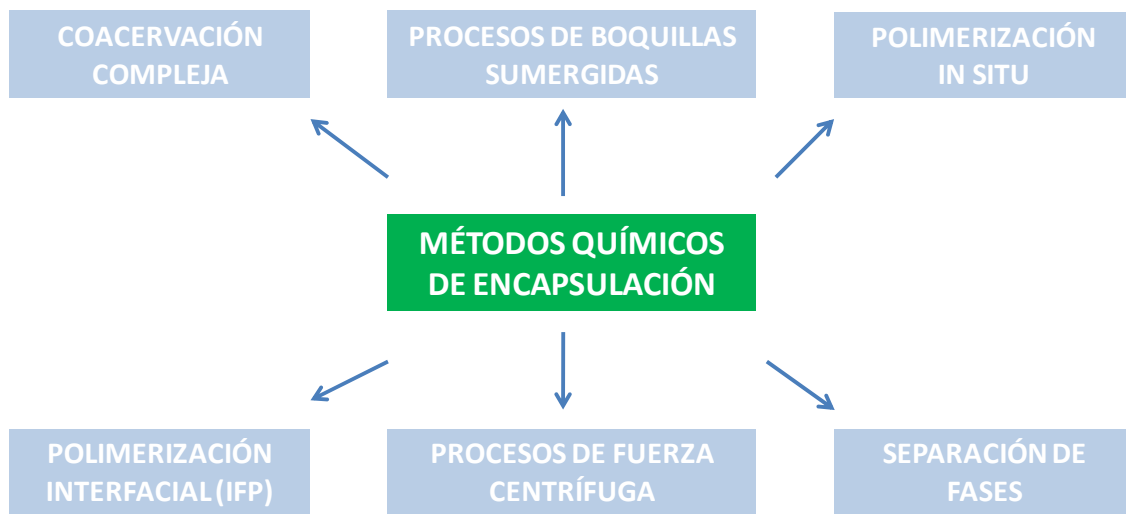 COACERVACIÓN
COMPLEJA
PROCESOS DE BOQUILLAS
SUMERGIDAS
POLIMERIZACIÓN
IN SITU
MÉTODOS QUÍMICOS
DE ENCAPSULACIÓN
POLIMERIZACIÓN
INTERFACIAL (IFP)
PROCESOS DE FUERZA
CENTRÍFUGA
SEPARACIÓN DE
FASES